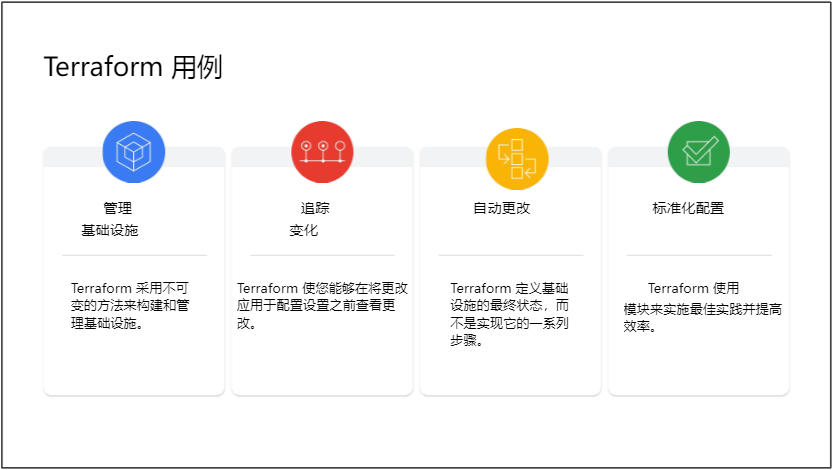 Terraform 用例
管理
基础设施
Terraform 采用不可
变的方法来构建和管
理基础设施。
追踪
变化
Terraform 使您能够在将更改
应用于配置设置之前查看更
改。
自动更改
Terraform 定义基础
设施的最终状态，而
不是实现它的一系列
步骤。
标准化配置
Terraform 使用
模块来实施最佳实践并提高
效率。